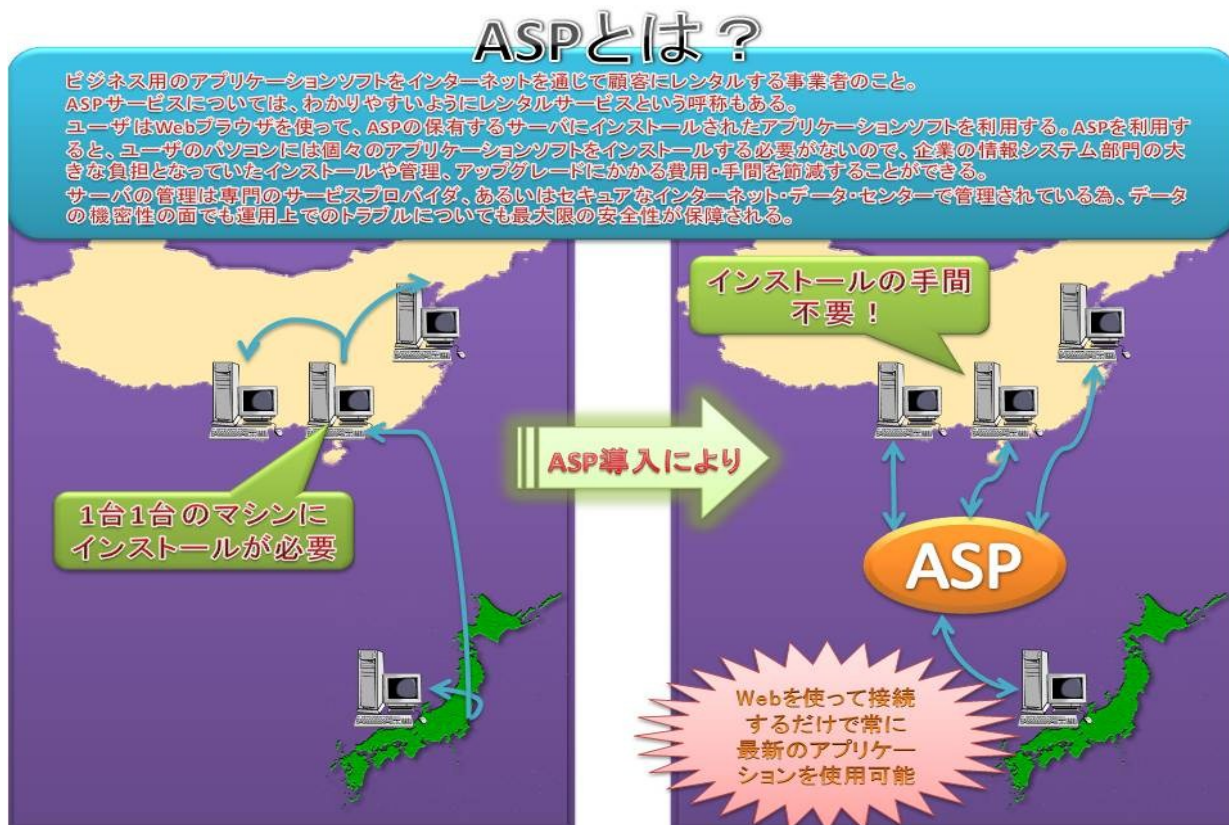 ASPとは？
ビジネス用のアプリケーションソフトをインターネットを通じて顧客にレンタルする事業者のこと。
ASPサービスについては、わかりやすいようにレンタルサービスという呼称もある。
ユーザはWebブラウザを使って、ASPの保有するサーバにインストールされたアプリケーションソフトを利用する。ASPを利用す
ると、ユーザのパソコンには個々のアプリケーションソフトをインストールする必要がないので、企業の情報システム部門の大
きな負担となっていたインストールや管理、アップグレードにかかる費用・手間を節減することができる。
サーバの管理は専門のサービスプロバイダ、あるいはセキュアなインターネット・データ・センターで管理されている為、データ
の機密性の面でも運用上でのトラブルについても最大限の安全性が保障される。
1台1台のマシンに
インストールが必要
ASP導入により
インストールの手間
不要！
ASP
Webを使って接続
するだけで常に
最新のアプリケー
ションを使用可能